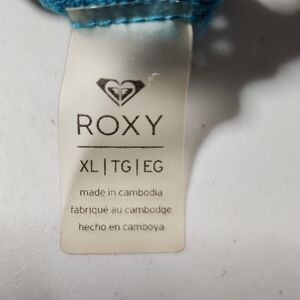 ROXY
XL | TG | EG
made in cambodia
fabriqué au cambodge
hecho en camboya